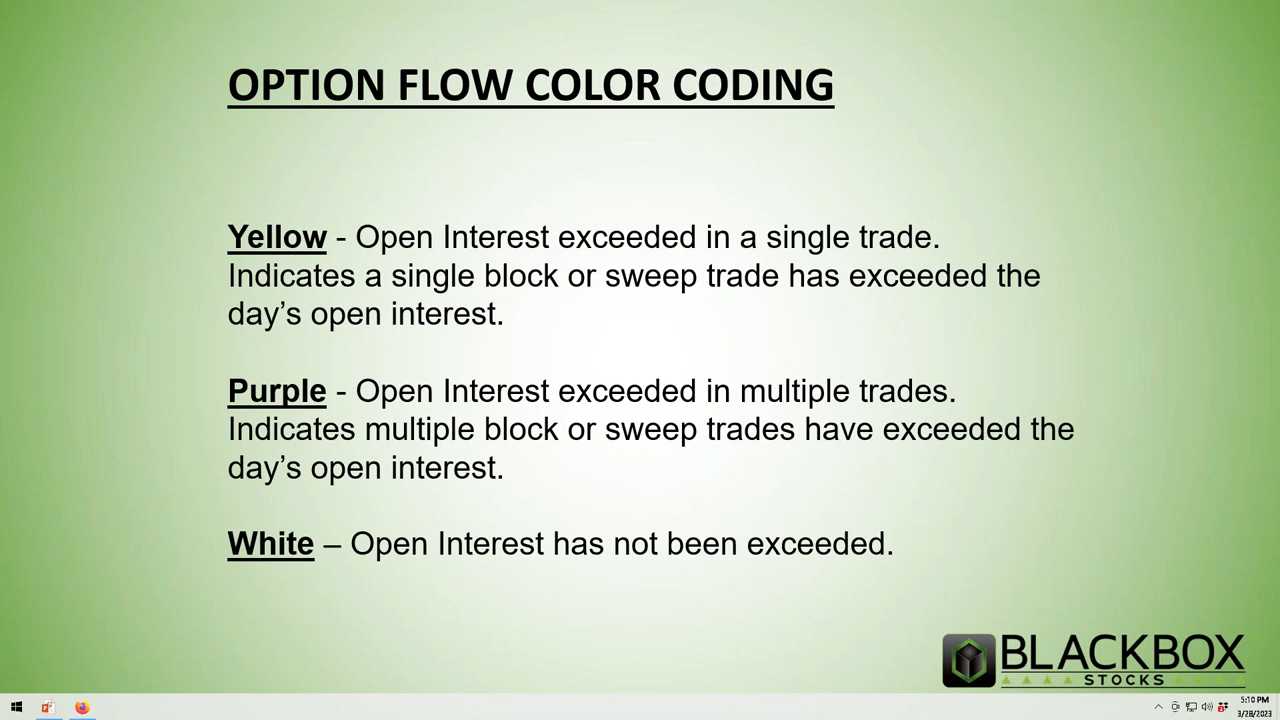 OPTION FLOW COLOR CODING
Yellow - Open Interest exceeded in a single trade.
Indicates a single block or sweep trade has exceeded the
day’s open interest.
Purple - Open Interest exceeded in multiple trades.
Indicates multiple block or sweep trades have exceeded the
day’s open interest.
White – Open Interest has not been exceeded.
BLACKBOX
STOCKS
5:10 PM
3/28/2023